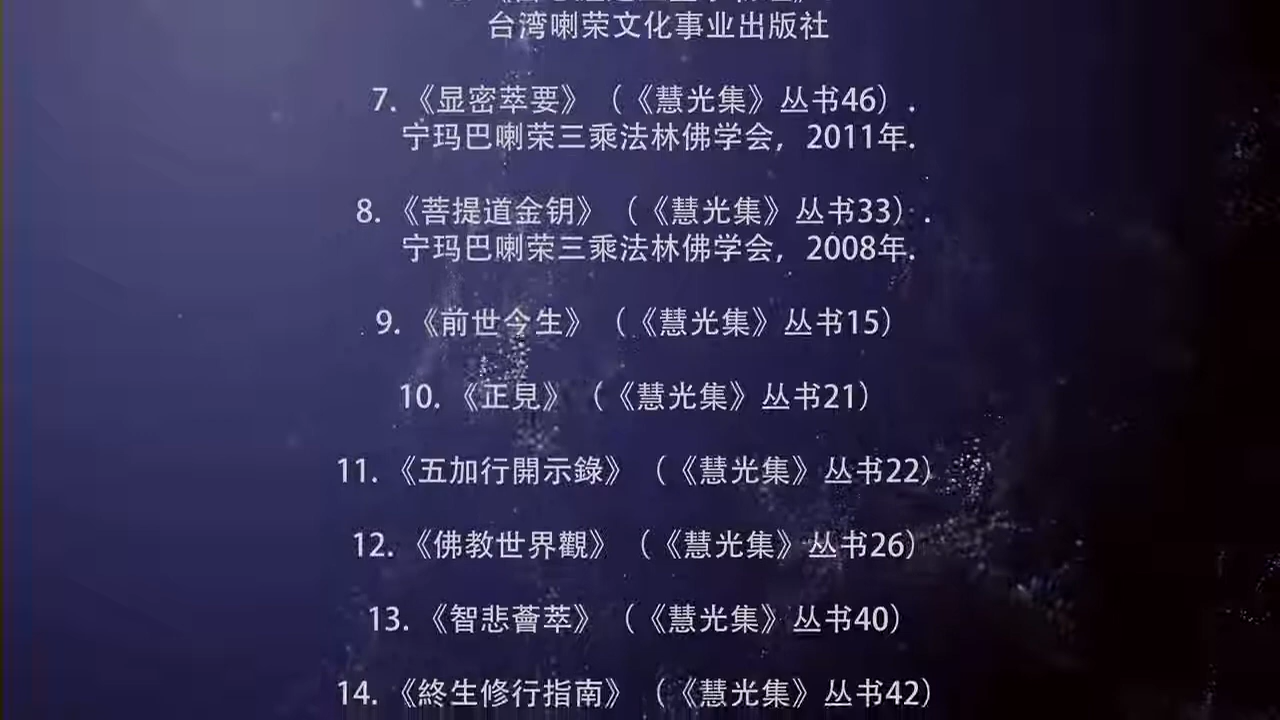 台湾喇荣文化事业出版社
7. 《显密萃要》（《慧光集》丛书46）.
宁玛巴喇荣三乘法林佛学会，2011年.
8. 《菩提道金钥》（《慧光集》丛书33）.
宁玛巴喇荣三乘法林佛学会，2008年.
9. 《前世今生》（《慧光集》丛书15）
10. 《正見》（《慧光集》丛书21）
11. 《五加行開示錄》（《慧光集》丛书22）
12. 《佛教世界觀》（《慧光集》丛书26）
13. 《智悲薈萃》（《慧光集》丛书40）
14. 《終生修行指南》（《慧光集》丛书42）